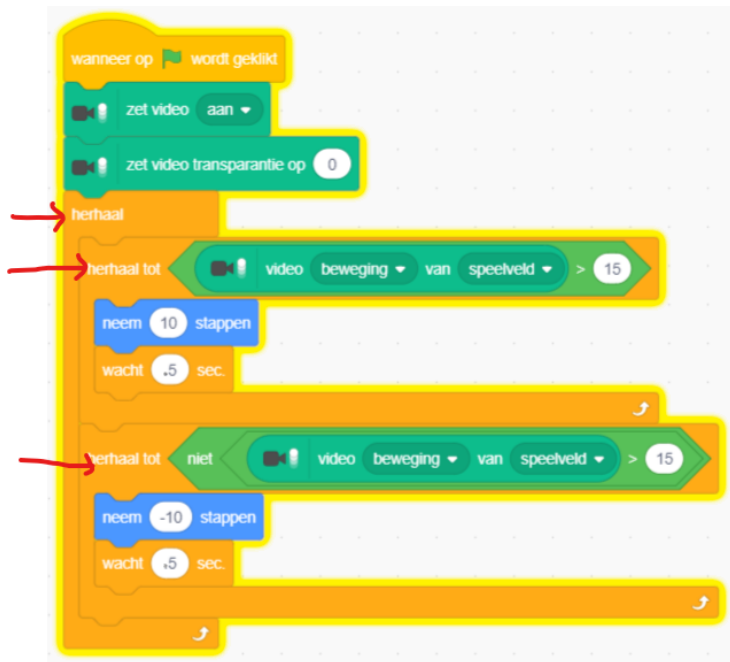 wanneer op wordt geklikt
zet video aan
zet video transparantie op 0
herhaal
herhaal tot video beweging van speelveld > 15
neem 10 stappen
wacht .5 sec.
herhaal tot niet video beweging van speelveld > 15
neem -10 stappen
wacht .5 sec.